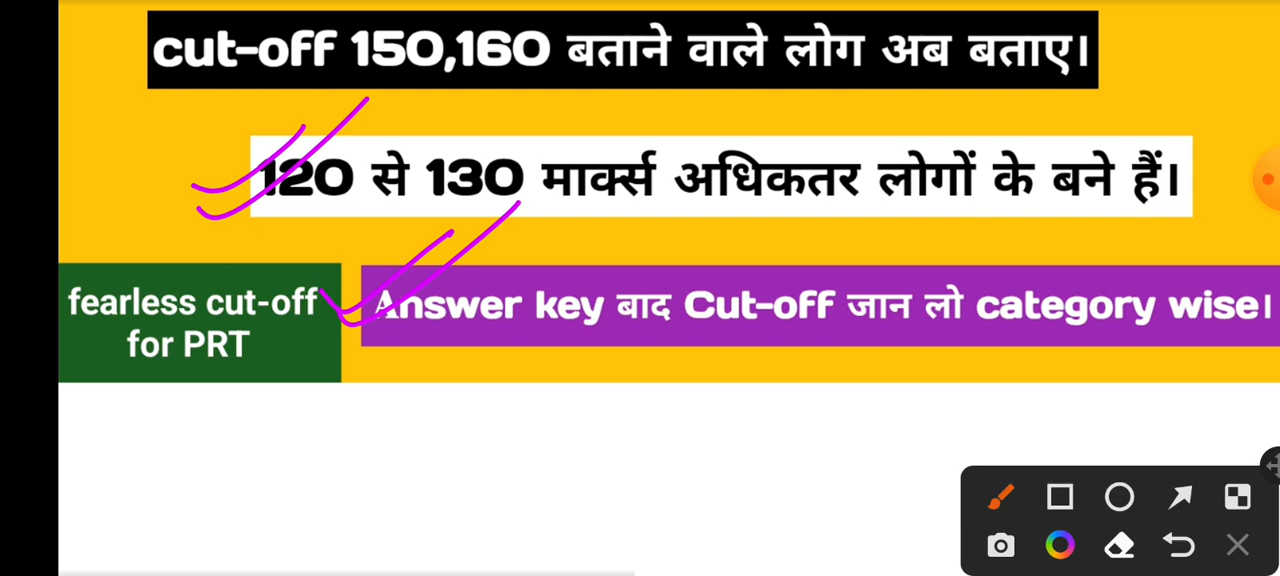 cut-off 150,160 बताने वाले लोग अब बताए।
120 से 130 मार्क्स अधिकतर लोगों के बने हैं।
fearless cut-off
for PRT
Answer key बाद Cut-off जान लो category wise।